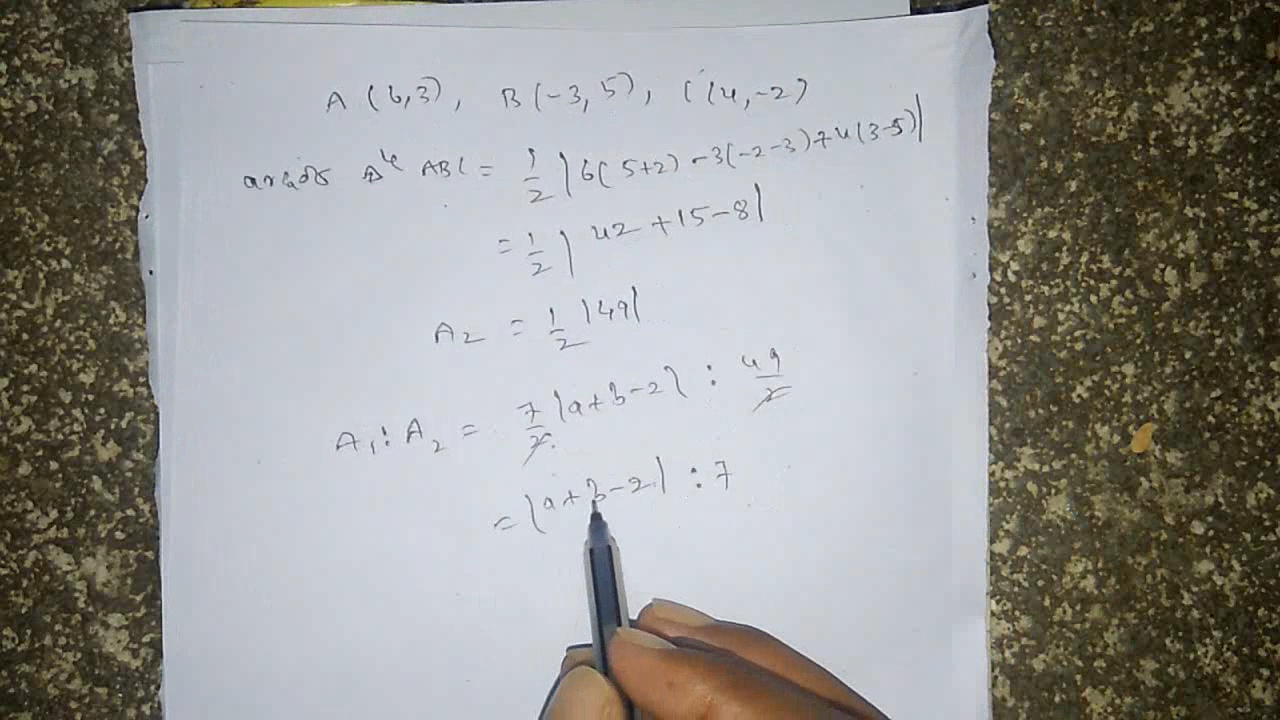 A (6,3), B(-3, 5), C(4,-2)
area of Δle ABC = 1/2 |6(5+2) -3(-2-3)+4(3-5)|
= 1/2 | 42 +15-8|
A2 = 1/2 |49|
A1:A2 = 7/2 |a+b-2| : 49/2
= |a+b-2| : 7